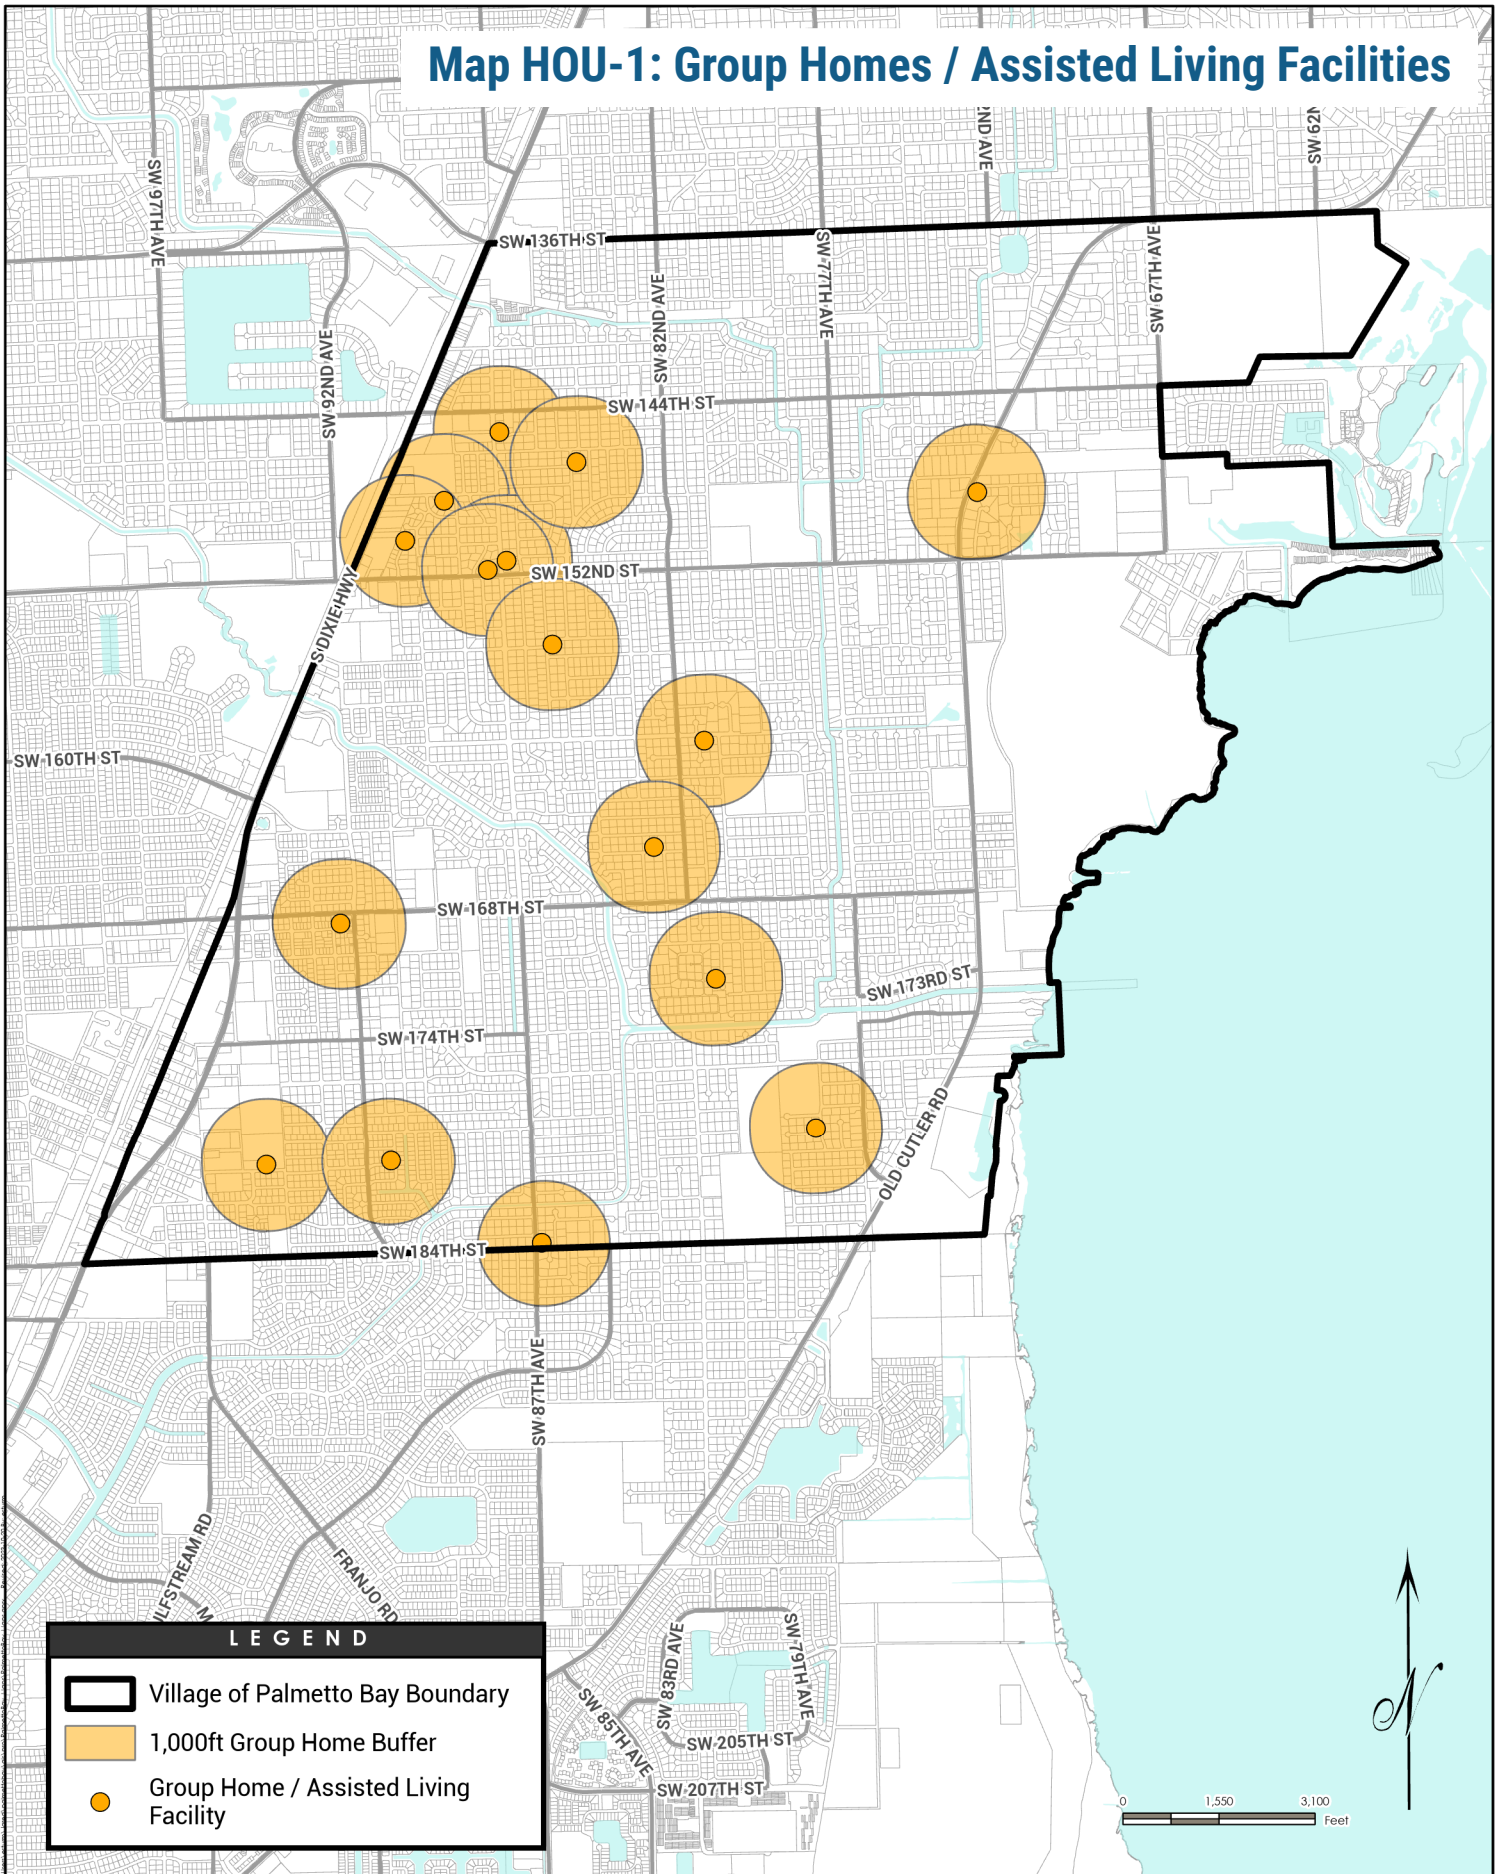 Map HOU-1: Group Homes / Assisted Living Facilities
SW 97TH AVE
ND AVE
SW 62N
SW 136TH ST
SW 77TH AVE
SW 67TH AVE
SW 82ND AVE
SW 92ND AVE
SW 144TH ST
SW 152ND ST
S DIXIE HWY
SW 160TH ST
SW 168TH ST
SW 173RD ST
SW 174TH ST
OLD CUTLER RD
SW 184TH ST
SW 87TH AVE
ULFSTREAM RD
M
FRANJO RD
SW 83RD AVE
SW 79TH AVE
SW 85TH AVE
SW 205TH ST
SW 207TH ST
LEGEND
Village of Palmetto Bay Boundary
1,000ft Group Home Buffer
Group Home / Assisted Living
Facility
N
0 1,550 3,100
Feet